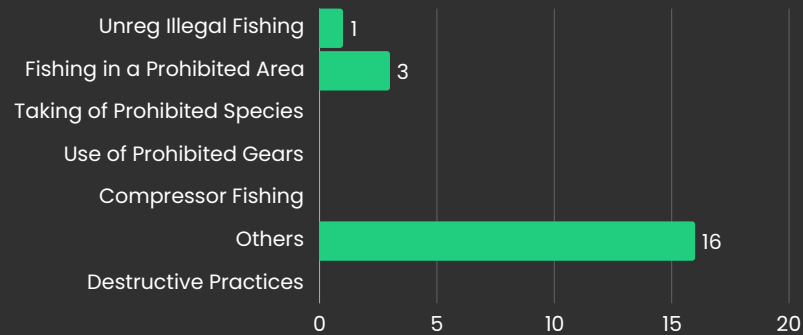 Unreg Illegal Fishing 1
Fishing in a Prohibited Area 3
Taking of Prohibited Species
Use of Prohibited Gears
Compressor Fishing
Others 16
Destructive Practices
0 5 10 15 20